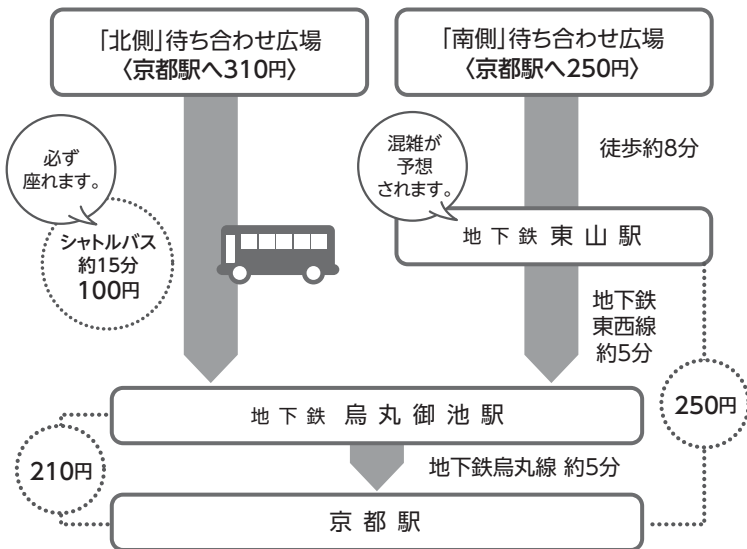 「北側」待ち合わせ広場
〈京都駅へ310円〉
「南側」待ち合わせ広場
〈京都駅へ250円〉
必ず
座れます。
シャトルバス
約15分
100円
混雑が
予想
されます。
徒歩約8分
地下鉄 東山駅
地下鉄
東西線
約5分
250円
地下鉄 烏丸御池駅
210円
地下鉄烏丸線 約5分
京都駅